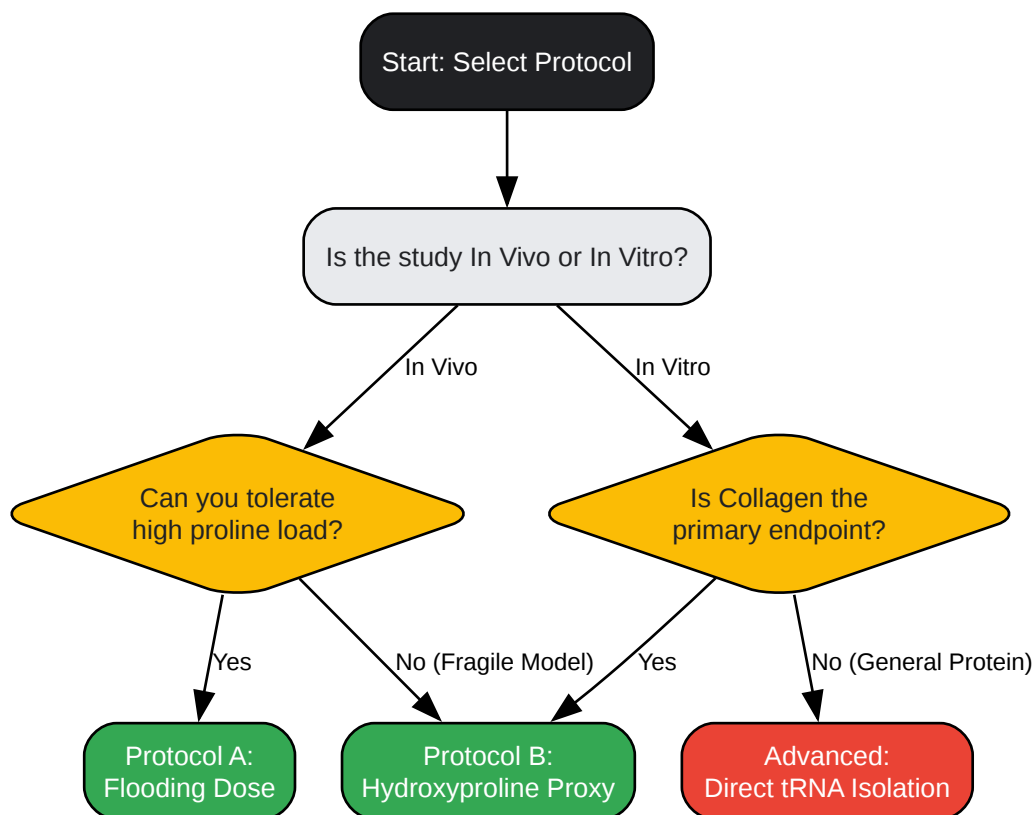 Start: Select Protocol
Is the study In Vivo or In Vitro?
In Vivo
In Vitro
Can you tolerate
high proline load?
Is Collagen the
primary endpoint?
Yes
No (Fragile Model)
Yes
No (General Protein)
Protocol A:
Flooding Dose
Protocol B:
Hydroxyproline Proxy
Advanced:
Direct tRNA Isolation